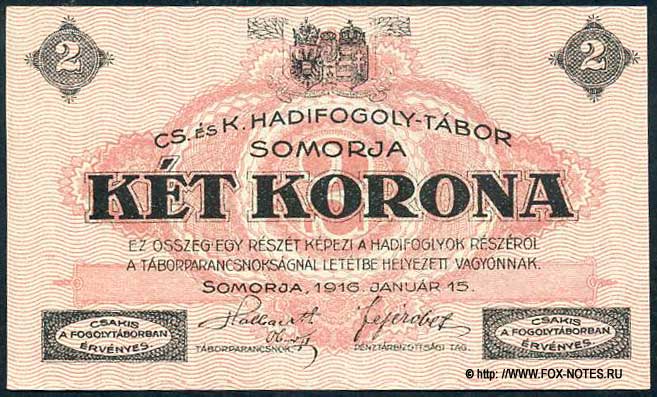 2 2
CS. ÉS K. HADIFOGOLY-TÁBOR
SOMORJA
KÉT KORONA
EZ ÖSSZEG EGY RÉSZÉT KÉPEZI A HADIFOGLYOK RÉSZÉRŐL
A TÁBORPARANCSNOKSÁGNÁL LETÉTBE HELYEZETT VAGYONNAK.
SOMORJA, 1916. JANUÁR 15.
CSAKIS
A FOGOLYTÁBORBAN
ÉRVÉNYES.
TÁBORPARANCSNOK.
PÉNZTÁRBIZOTTSÁGI TAG.
CSAKIS
A FOGOLYTÁBORBAN
ÉRVÉNYES.
© http://WWW.FOX-NOTES.RU